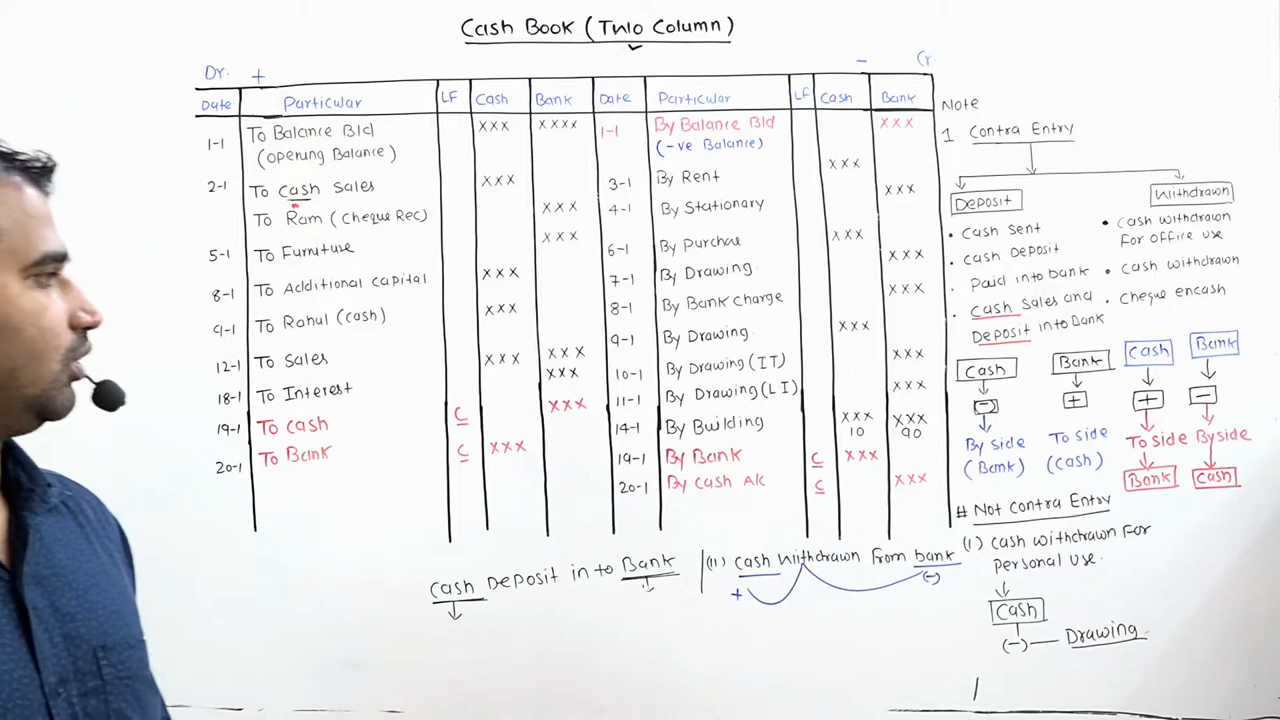 Cash Book (Two Column)
Dr. + − Cr.
Date Particular LF Cash Bank Date Particular LF Cash Bank
1-1 To Balance Bld xxx xxxx
(opening Balance)
2-1 To cash sales xxx
*
To Ram (Cheque Rec) xxx
5-1 To Furniture xxx
8-1 To Additional capital xxx
9-1 To Rahul (cash) xxx
12-1 To Sales xxx xxx
18-1 To Interest xxx
19-1 To cash C xxx
20-1 To Bank C xxx
1-1 By Balance Bld xxx
(-ve Balance)
3-1 By Rent xxx
4-1 By Stationary xxx
6-1 By Purchase xxx
7-1 By Drawing xxx
8-1 By Bank charge xxx
9-1 By Drawing xxx
10-1 By Drawing (IT) xxx
11-1 By Drawing (LI) xxx
14-1 By Building xxx xxx
10 90
19-1 By Bank C xxx
20-1 By cash A/c C xxx
Cash Deposit in to Bank
(ii) cash withdrawn from bank
+ (-)
Note
1 Contra Entry
Deposit
• Cash sent
• cash Deposit
• Paid into bank
• Cash Sales and
Deposit into Bank
Cash Bank
- +
By side To side
(Bank) (cash)
Withdrawn
• Cash withdrawn
For office use
• Cash withdrawn
• Cheque encash
Cash Bank
+ −
To side By side
Bank Cash
# Not Contra Entry
(i) cash withdrawn For
personal use.
Cash
(-) — Drawing